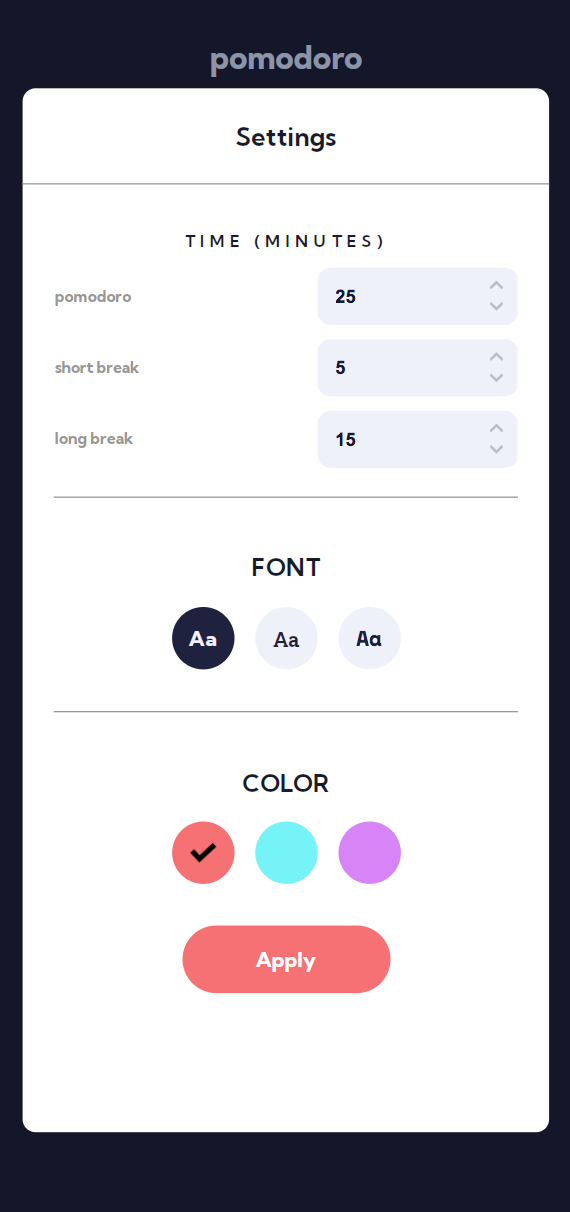 pomodoro
Settings
TIME (MINUTES)
pomodoro 25
short break 5
long break 15
FONT
Aa Aa Aa
COLOR
Apply